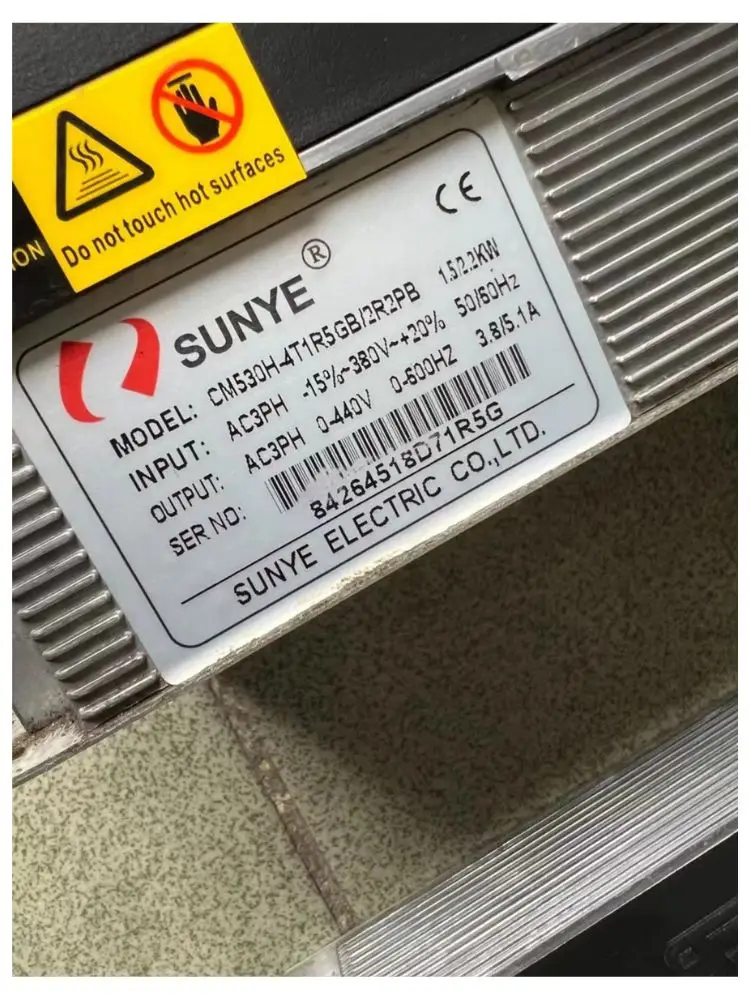 Do not touch hot surfaces
ION
CE
SUNYE®
MODEL: CM530H-4T1R5GB/2R2PB 1.5/2.2KW
INPUT: AC3PH -15%~380V~+20% 50/60Hz
OUTPUT: AC3PH 0-440V 0-600HZ 3.8/5.1A
SER NO:
84264518D71R5G
SUNYE ELECTRIC CO.,LTD.